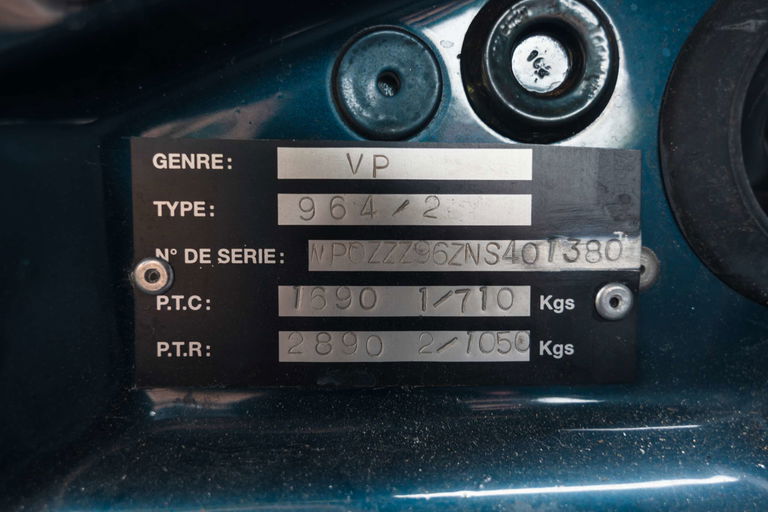 GENRE: VP
TYPE: 964/2
N° DE SERIE: WP0ZZZ96ZNS401380
P.T.C: 1690 1/710 Kgs
P.T.R: 2890 2/1050 Kgs